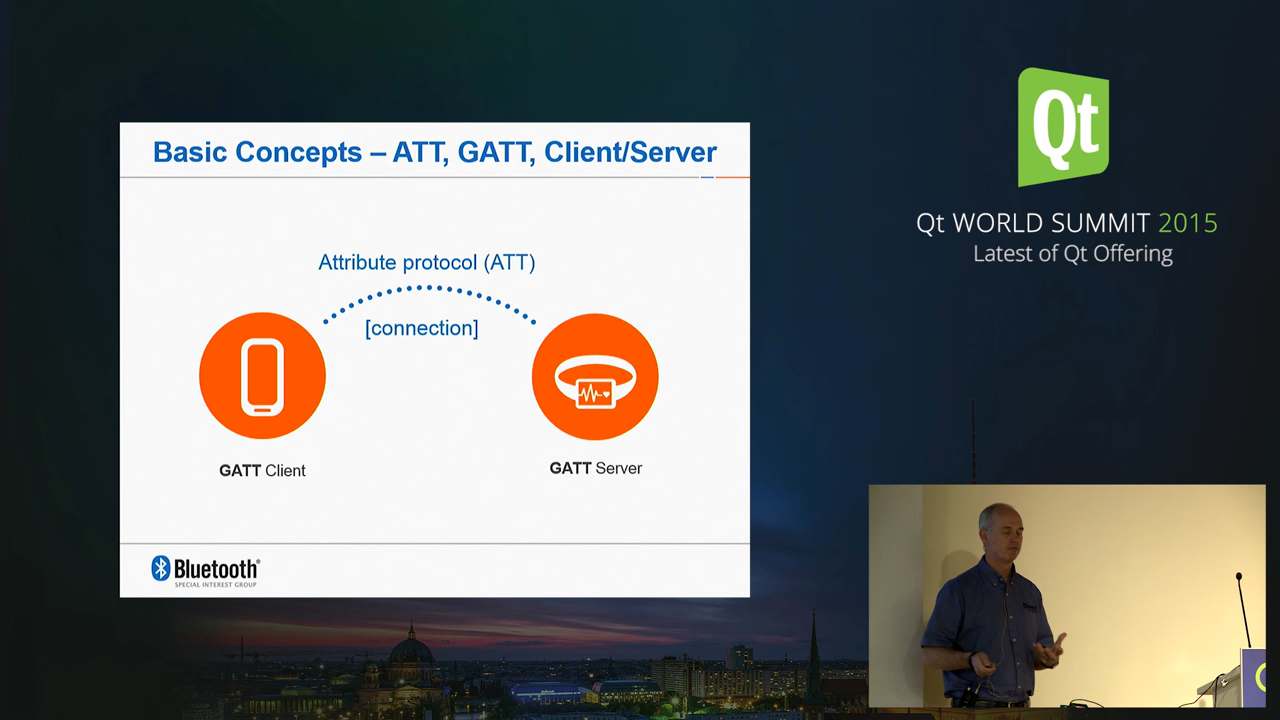 Basic Concepts – ATT, GATT, Client/Server
Attribute protocol (ATT)
[connection]
GATT Client
GATT Server
Bluetooth®
SPECIAL INTEREST GROUP
Qt
Qt WORLD SUMMIT 2015
Latest of Qt Offering